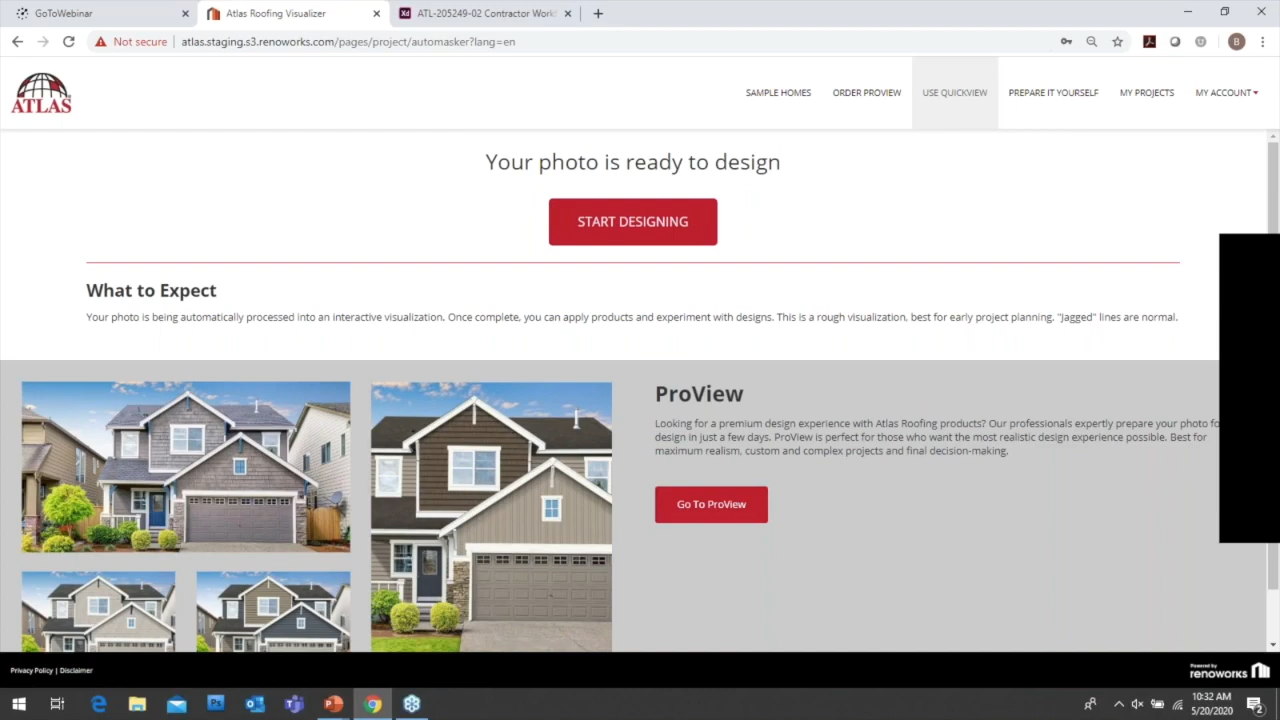 GoToWebinar
Atlas Roofing Visualizer
ATL-205249-02 Contractor Work
Not secure
atlas.staging.s3.renoworks.com/pages/project/automasker?lang=en
B
ATLAS
SAMPLE HOMES
ORDER PROVIEW
USE QUICKVIEW
PREPARE IT YOURSELF
MY PROJECTS
MY ACCOUNT
Your photo is ready to design
START DESIGNING
What to Expect
Your photo is being automatically processed into an interactive visualization. Once complete, you can apply products and experiment with designs. This is a rough visualization, best for early project planning. "Jagged" lines are normal.
ProView
Looking for a premium design experience with Atlas Roofing products? Our professionals expertly prepare your photo fo
design in just a few days. ProView is perfect for those who want the most realistic design experience possible. Best for
maximum realism, custom and complex projects and final decision-making.
Go To ProView
Privacy Policy | Disclaimer
Powered by
renoworks
10:32 AM
5/20/2020
2